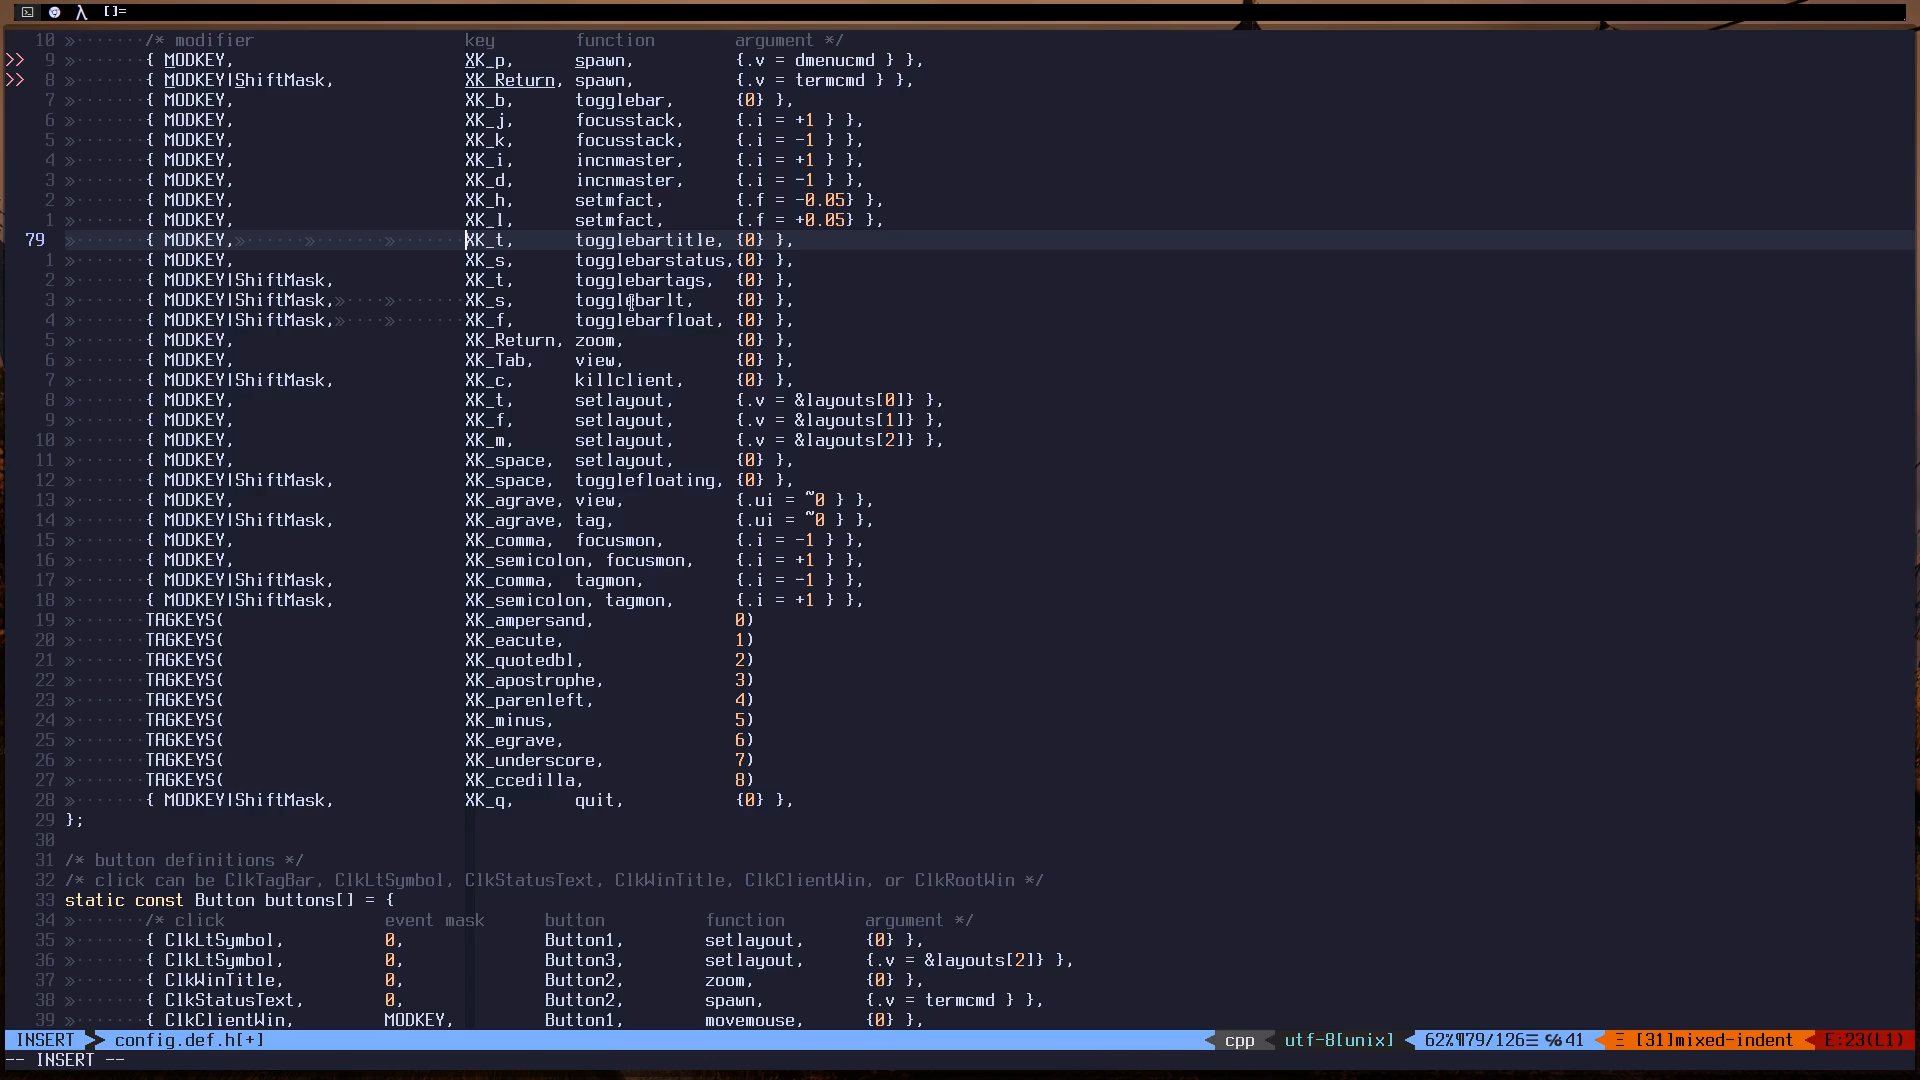 λ []=
10 » /* modifier key function argument */
>> 9 » { MODKEY, XK_p, spawn, {.v = dmenucmd } },
>> 8 » { MODKEY|ShiftMask, XK_Return, spawn, {.v = termcmd } },
7 » { MODKEY, XK_b, togglebar, {0} },
6 » { MODKEY, XK_j, focusstack, {.i = +1 } },
5 » { MODKEY, XK_k, focusstack, {.i = -1 } },
4 » { MODKEY, XK_i, incnmaster, {.i = +1 } },
3 » { MODKEY, XK_d, incnmaster, {.i = -1 } },
2 » { MODKEY, XK_h, setmfact, {.f = -0.05} },
1 » { MODKEY, XK_l, setmfact, {.f = +0.05} },
79 » { MODKEY,» » » XK_t, togglebartitle, {0} },
1 » { MODKEY, XK_s, togglebarstatus,{0} },
2 » { MODKEY|ShiftMask, XK_t, togglebartags, {0} },
3 » { MODKEY|ShiftMask,» » XK_s, togglebarlt, {0} },
4 » { MODKEY|ShiftMask,» » XK_f, togglebarfloat, {0} },
5 » { MODKEY, XK_Return, zoom, {0} },
6 » { MODKEY, XK_Tab, view, {0} },
7 » { MODKEY|ShiftMask, XK_c, killclient, {0} },
8 » { MODKEY, XK_t, setlayout, {.v = &layouts[0]} },
9 » { MODKEY, XK_f, setlayout, {.v = &layouts[1]} },
10 » { MODKEY, XK_m, setlayout, {.v = &layouts[2]} },
11 » { MODKEY, XK_space, setlayout, {0} },
12 » { MODKEY|ShiftMask, XK_space, togglefloating, {0} },
13 » { MODKEY, XK_agrave, view, {.ui = ~0 } },
14 » { MODKEY|ShiftMask, XK_agrave, tag, {.ui = ~0 } },
15 » { MODKEY, XK_comma, focusmon, {.i = -1 } },
16 » { MODKEY, XK_semicolon, focusmon, {.i = +1 } },
17 » { MODKEY|ShiftMask, XK_comma, tagmon, {.i = -1 } },
18 » { MODKEY|ShiftMask, XK_semicolon, tagmon, {.i = +1 } },
19 » TAGKEYS( XK_ampersand, 0)
20 » TAGKEYS( XK_eacute, 1)
21 » TAGKEYS( XK_quotedbl, 2)
22 » TAGKEYS( XK_apostrophe, 3)
23 » TAGKEYS( XK_parenleft, 4)
24 » TAGKEYS( XK_minus, 5)
25 » TAGKEYS( XK_egrave, 6)
26 » TAGKEYS( XK_underscore, 7)
27 » TAGKEYS( XK_ccedilla, 8)
28 » { MODKEY|ShiftMask, XK_q, quit, {0} },
29 };
30
31 /* button definitions */
32 /* click can be ClkTagBar, ClkLtSymbol, ClkStatusText, ClkWinTitle, ClkClientWin, or ClkRootWin */
33 static const Button buttons[] = {
34 » /* click event mask button function argument */
35 » { ClkLtSymbol, 0, Button1, setlayout, {0} },
36 » { ClkLtSymbol, 0, Button3, setlayout, {.v = &layouts[2]} },
37 » { ClkWinTitle, 0, Button2, zoom, {0} },
38 » { ClkStatusText, 0, Button2, spawn, {.v = termcmd } },
39 » { ClkClientWin, MODKEY, Button1, movemouse, {0} },
INSERT config.def.h[+] cpp utf-8[unix] 62%¶79/126☰ ℅41 Ξ [31]mixed-indent E:23(L1)
-- INSERT --